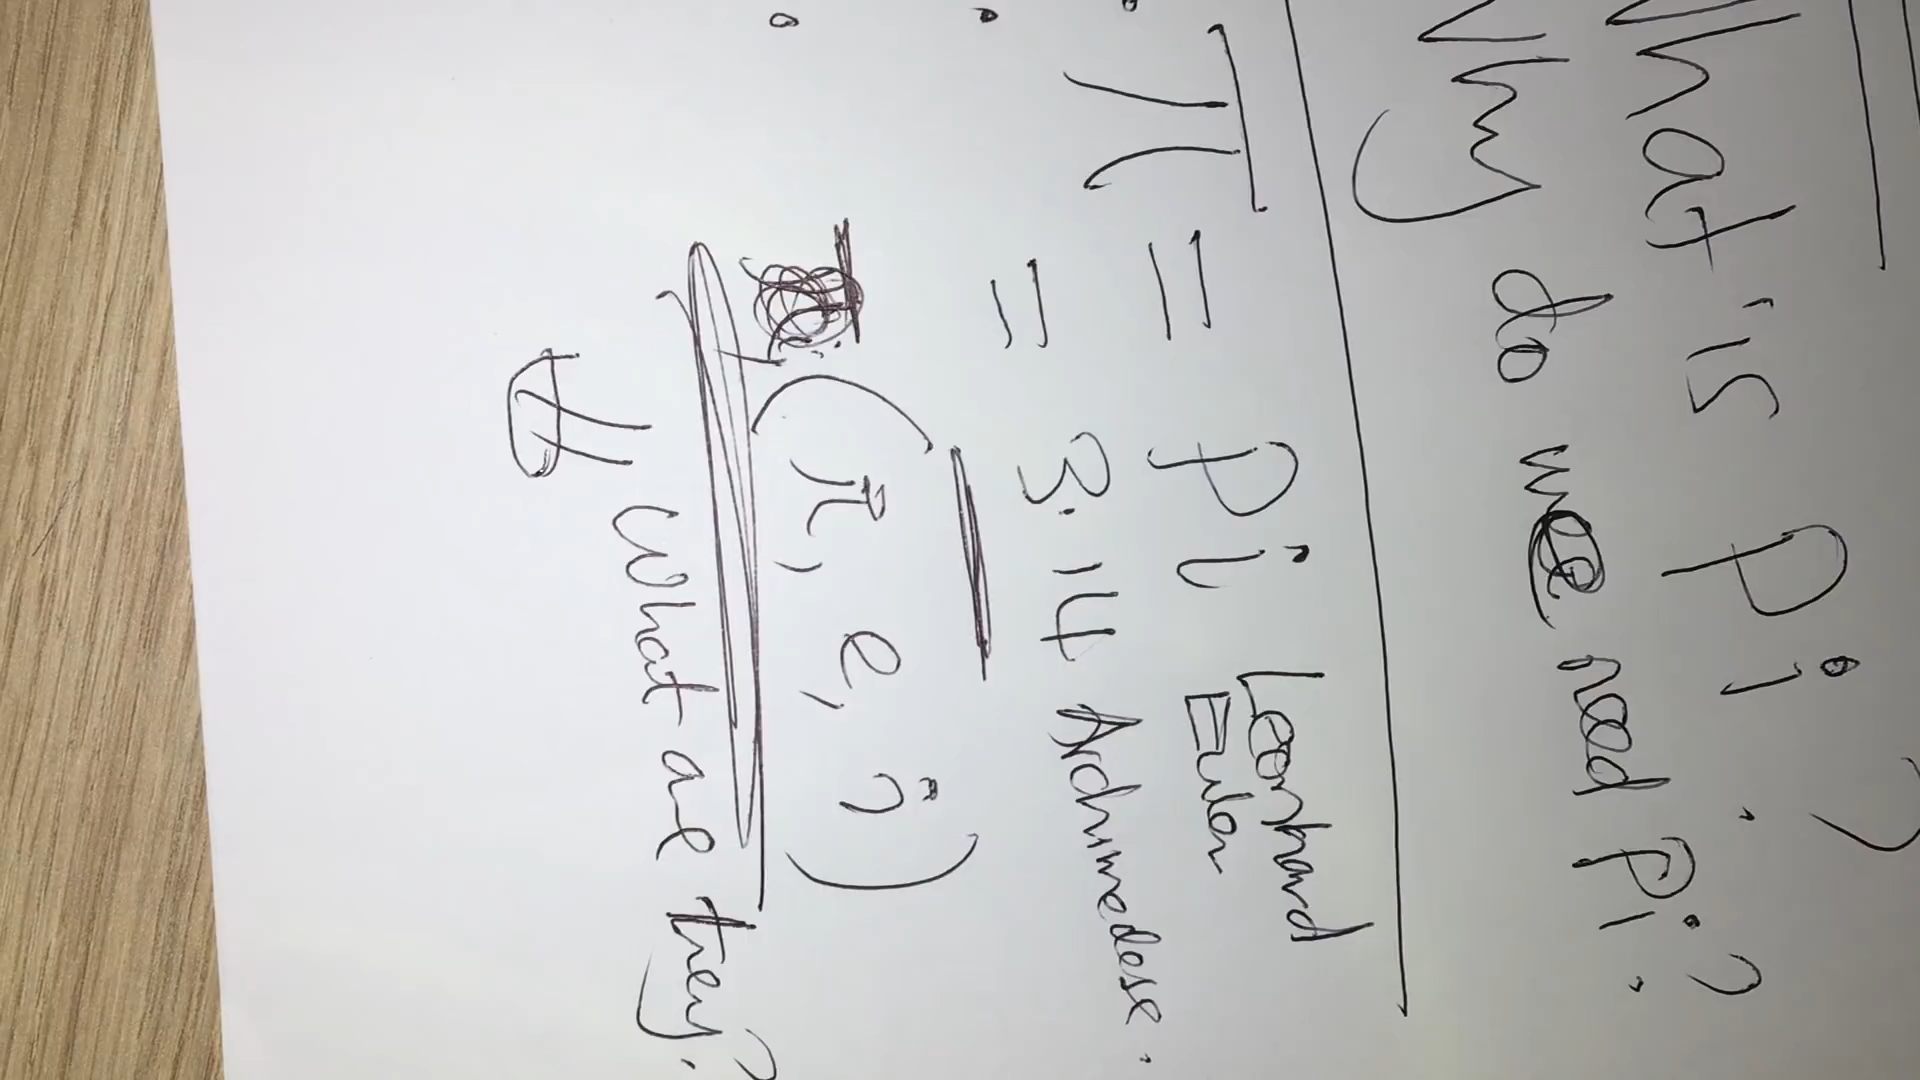 What is Pi?
Why do we need Pi?
π = Pi Leonhard Euler
= 3.14 Archimedese.
(π, e, i)
What are they?